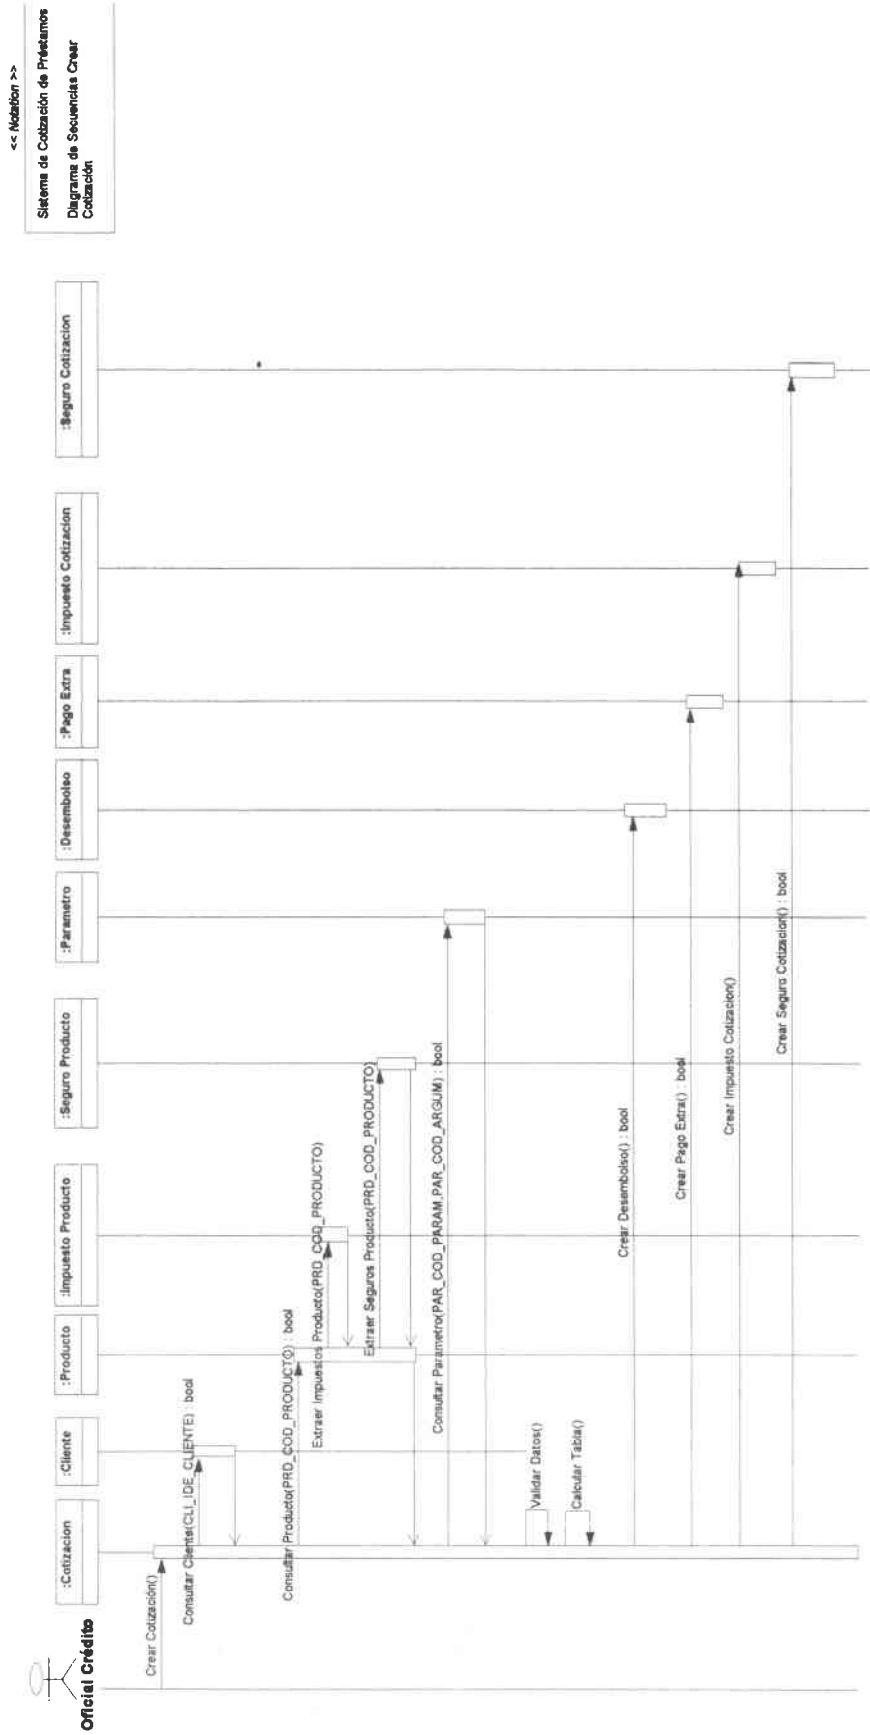 << Notation >>
Sistema de Cotización de Préstamos
Diagrama de Secuencias Crear
Cotización
Oficial Crédito
:Cotizacion
:Cliente
:Producto
:Impuesto Producto
:Seguro Producto
:Parametro
:Desembolso
:Pago Extra
:Impuesto Cotizacion
:Seguro Cotizacion
Crear Cotización()
Consultar Cliente(CLI_IDE_CLIENTE) : bool
Consultar Producto(PRD_COD_PRODUCTO) : bool
Extraer Impuestos Producto(PRD_COD_PRODUCTO)
Extraer Seguros Producto(PRD_COD_PRODUCTO)
Consultar Parametro(PAR_COD_PARAM,PAR_COD_ARGUM) : bool
Validar Datos()
Calcular Tabla()
Crear Desembolso() : bool
Crear Pago Extra() : bool
Crear Impuesto Cotizacion()
Crear Seguro Cotizacion() : bool